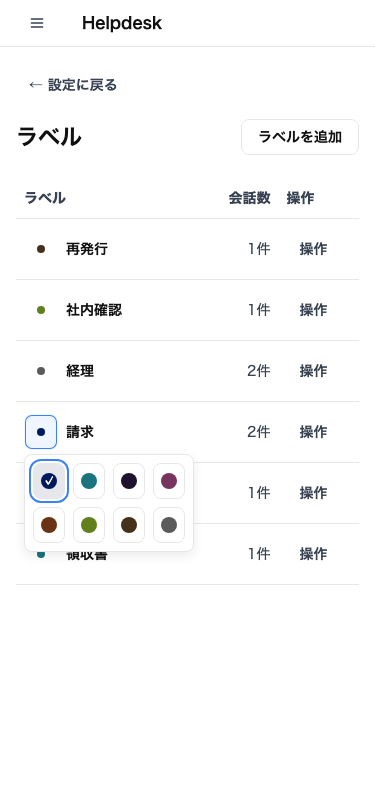 Helpdesk
← 設定に戻る
ラベル
ラベルを追加
ラベル 会話数 操作
再発行 1件 操作
社内確認 1件 操作
経理 2件 操作
請求 2件 操作
1件 操作
領収書 1件 操作